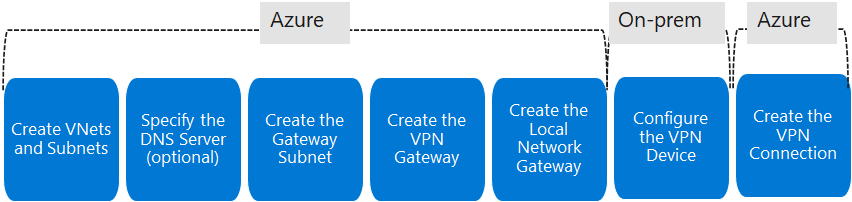 Azure
On-prem
Azure
Create VNets
and Subnets
Specify the
DNS Server
(optional)
Create the
Gateway
Subnet
Create the
VPN
Gateway
Create the
Local
Network
Gateway
Configure
the VPN
Device
Create the
VPN
Connection